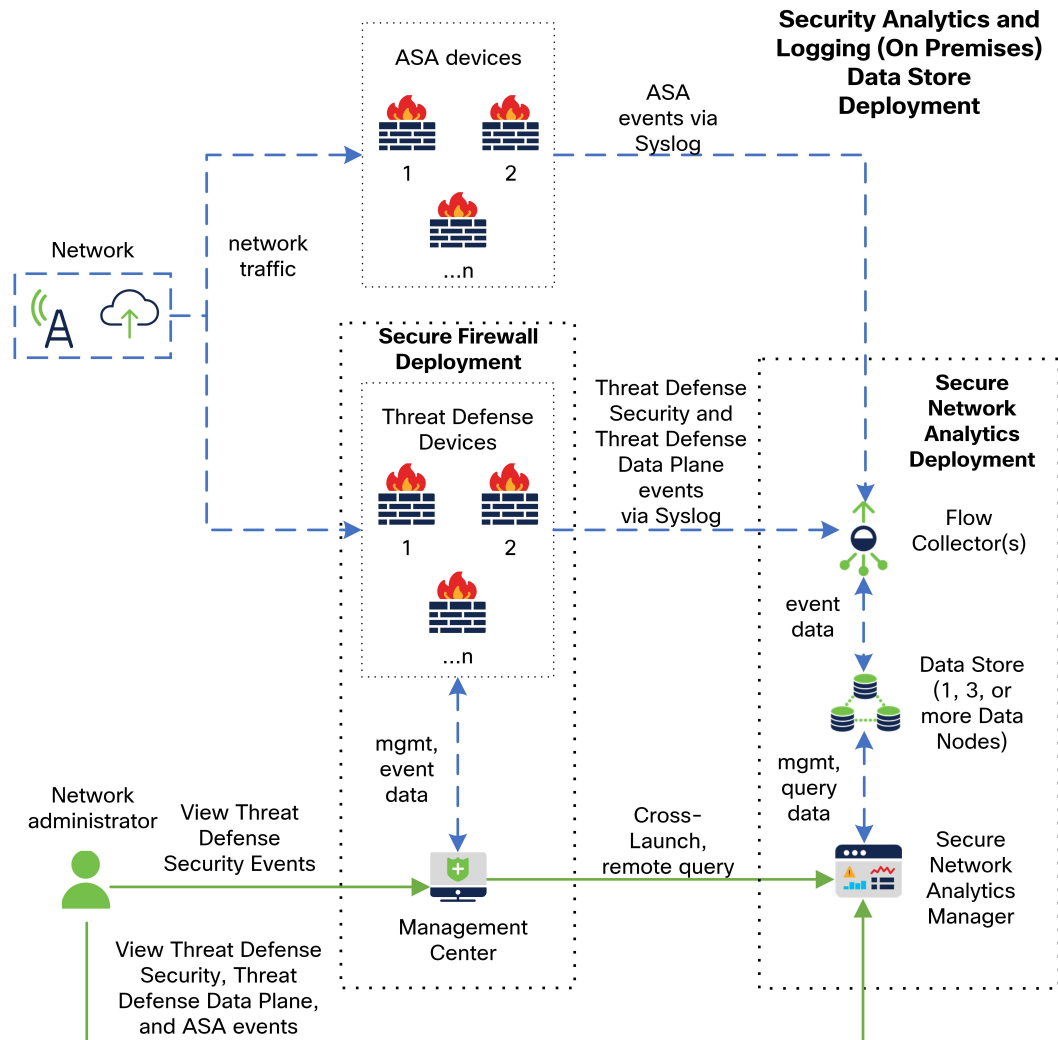 Security Analytics and
Logging (On Premises)
Data Store
Deployment
ASA devices
1
2
...n
ASA
events via
Syslog
Network
network
traffic
Secure Firewall
Deployment
Threat Defense
Devices
1
2
...n
Threat Defense
Security and
Threat Defense
Data Plane
events
via Syslog
Secure
Network
Analytics
Deployment
Flow
Collector(s)
event
data
Data Store
(1, 3, or
more Data
Nodes)
mgmt,
event
data
mgmt,
query
data
Network
administrator
View Threat
Defense
Security Events
Cross-
Launch,
remote query
Secure
Network
Analytics
Manager
Management
Center
View Threat Defense
Security, Threat
Defense Data Plane,
and ASA events